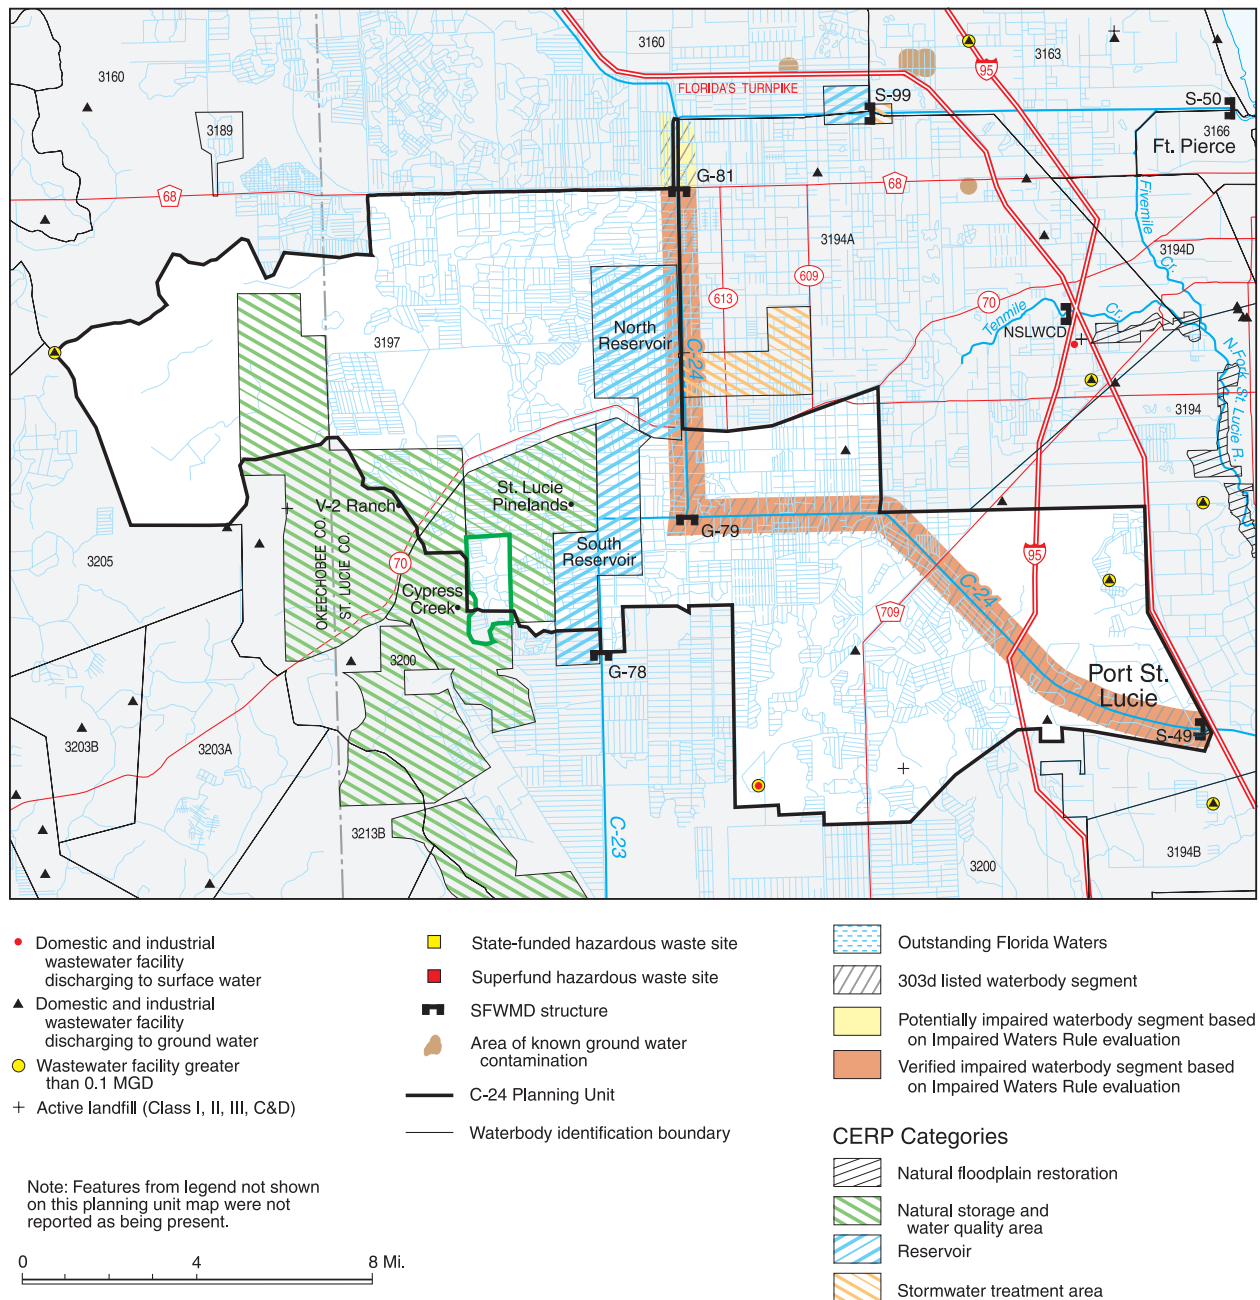 3160
3160
3163
95
FLORIDA'S TURNPIKE
S-99
S-50
3166
Ft. Pierce
3189
G-81
68
68
Fivemile
Cr.
3194A
3194D
609
613
70
Tenmile
Cr.
NSLWCD
North
Reservoir
C-24
3197
N. Fork St. Lucie R.
3194
St. Lucie
Pinelands
V-2 Ranch
G-79
South
Reservoir
95
3205
OKEECHOBEE CO.
ST. LUCIE CO.
70
Cypress
Creek
C-24
709
3200
G-78
Port St.
Lucie
S-49
3203B
3203A
3213B
C-23
3200
3194B
Domestic and industrial
wastewater facility
discharging to surface water
Domestic and industrial
wastewater facility
discharging to ground water
Wastewater facility greater
than 0.1 MGD
Active landfill (Class I, II, III, C&D)
Note: Features from legend not shown
on this planning unit map were not
reported as being present.
0 4 8 Mi.
State-funded hazardous waste site
Superfund hazardous waste site
SFWMD structure
Area of known ground water
contamination
C-24 Planning Unit
Waterbody identification boundary
Outstanding Florida Waters
303d listed waterbody segment
Potentially impaired waterbody segment based
on Impaired Waters Rule evaluation
Verified impaired waterbody segment based
on Impaired Waters Rule evaluation
CERP Categories
Natural floodplain restoration
Natural storage and
water quality area
Reservoir
Stormwater treatment area